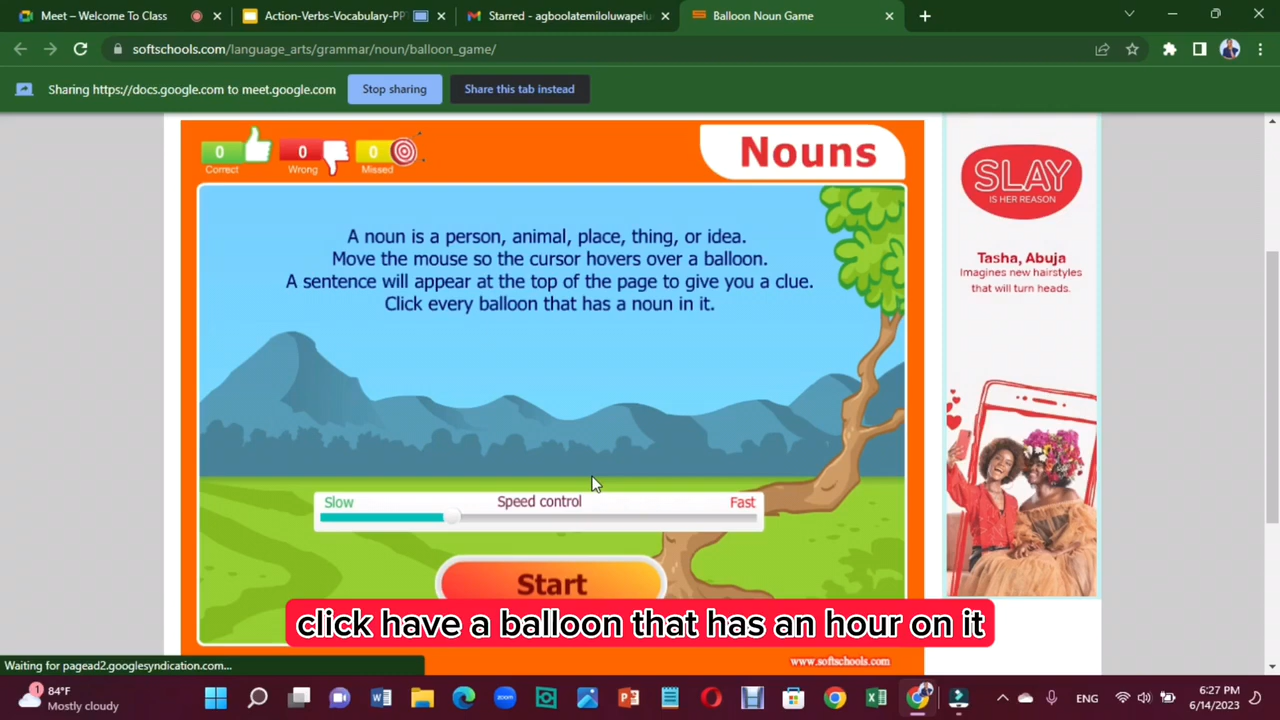 Meet – Welcome To Class
Action-Verbs-Vocabulary-PP
Starred - agboolatemiloluwapelu
Balloon Noun Game
softschools.com/language_arts/grammar/noun/balloon_game/
Sharing https://docs.google.com to meet.google.com
Stop sharing
Share this tab instead
0
0
0
Correct
Wrong
Missed
Nouns
A noun is a person, animal, place, thing, or idea.
Move the mouse so the cursor hovers over a balloon.
A sentence will appear at the top of the page to give you a clue.
Click every balloon that has a noun in it.
Slow
Speed control
Fast
Start
click have a balloon that has an hour on it
www.softschools.com
SLAY
IS HER REASON
Tasha, Abuja
Imagines new hairstyles
that will turn heads.
Waiting for pagead2.googlesyndication.com...
1
84°F
Mostly cloudy
zoom
ENG
6:27 PM
6/14/2023